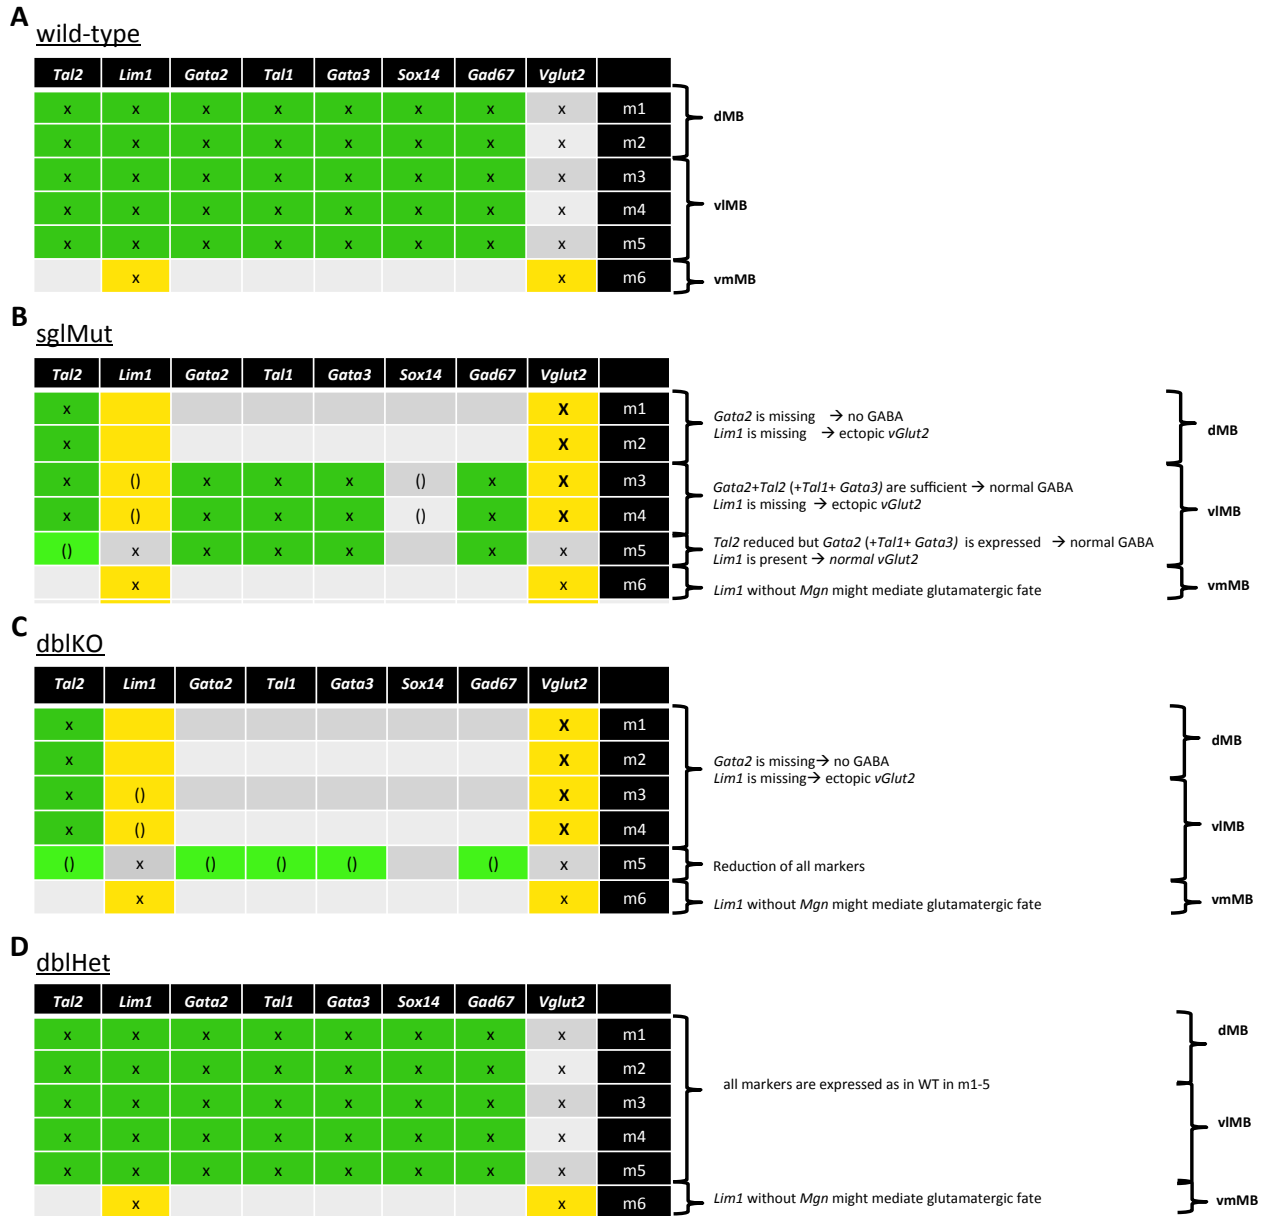 A
wild-type
Tal2 Lim1 Gata2 Tal1 Gata3 Sox14 Gad67 Vglut2
x x x x x x x x m1
dMB
x x x x x x x x m2
x x x x x x x x m3
x x x x x x x x m4
vlMB
x x x x x x x x m5
x x m6
vmMB
B
sglMut
Tal2 Lim1 Gata2 Tal1 Gata3 Sox14 Gad67 Vglut2
x X m1
Gata2 is missing → no GABA
Lim1 is missing → ectopic vGlut2
dMB
x X m2
x () x x x () x X m3
Gata2+Tal2 (+Tal1+ Gata3) are sufficient → normal GABA
Lim1 is missing → ectopic vGlut2
vlMB
x () x x x () x X m4
() x x x x x x m5
Tal2 reduced but Gata2 (+Tal1+ Gata3) is expressed → normal GABA
Lim1 is present → normal vGlut2
x x m6
Lim1 without Mgn might mediate glutamatergic fate
vmMB
C
dblKO
Tal2 Lim1 Gata2 Tal1 Gata3 Sox14 Gad67 Vglut2
x X m1
dMB
x X m2
Gata2 is missing→ no GABA
Lim1 is missing→ ectopic vGlut2
x () X m3
x () X m4
vlMB
() x () () () () x m5
Reduction of all markers
x x m6
Lim1 without Mgn might mediate glutamatergic fate
vmMB
D
dblHet
Tal2 Lim1 Gata2 Tal1 Gata3 Sox14 Gad67 Vglut2
x x x x x x x x m1
dMB
x x x x x x x x m2
all markers are expressed as in WT in m1-5
x x x x x x x x m3
x x x x x x x x m4
vlMB
x x x x x x x x m5
x x m6
Lim1 without Mgn might mediate glutamatergic fate
vmMB